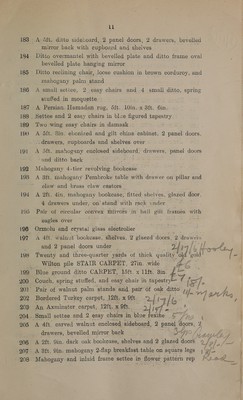 11
183 A 5ft. ditto sideboard, 2 panel doors, 2 drawers, bevelled
mirror back with cupboard and shelves
184 Ditto overmantel with bevelled plate and ditto frame oval
bevelled plate hanging mirror
185 Ditto reclining chair, loose cushion in brown corduroy, and
mahogany palm stand
186 A small settee, 2 easy chairs and 4 small ditto, spring
stuffed in moquette
187 A Persian Hamadan rug, 5ft. 10in. x 3ft. 6in.
188 Settee and 2 easy chairs in blue figured tapestry
189 Two wing easy chairs in damask
190 A 5ft. 6in. ebonized and gilt china cabinet, 2 panel doors,
drawers, cupboards and shelves over
191 A 5ft. mahogany enclosed sideboard, drawers, panel doors
and ditto back
192 Mahogany 4-tier revolving bookcase
193 A 3ft. mahogany Pembroke table with drawer on pillar and
claw and brass claw castors
194 A 2ft. 4in. mahogany bookcase, fitted shelves, glazed door
4 drawers under, on stand with rack under
195 Pair of circular convex mirrors in ball gilt frames with
eagles over
196 Ormolu and crystal glass electrolier
197 A 4ft. walnut bookcase, shelves, 2 glazed doors, 2 drawers
and 2 panel doors under
198 Twenty and three-quarter yards of thick quality
Wilton pile STAIR CARPET, 27in. wide
199 Blue ground ditto CARPET, 15ft. x 11ft. 8in
200 Couch, spring stuffed, and easy chair in tapestry
201 Pair of walnut palm stands and pair of oak ditto
202 Bordered Turkey carpet, 12ft. x 9ft.
203 An Axminster carpet, 12ft. x 9ft.
204 Small settee and 2 easy chairs in blue
205 A 4ft. carved walnut enclosed sideboard, 2 panel doors, 2
drawers, bevelled mirror back
206 A 2ft. 9in. dark oak bookcase, shelves and 2 glazed doors
207 A 3ft. 9in. mahogany 2-flap breakfast table on square legs
208 Mahogany and inlaid frame settee in flower pattern rep